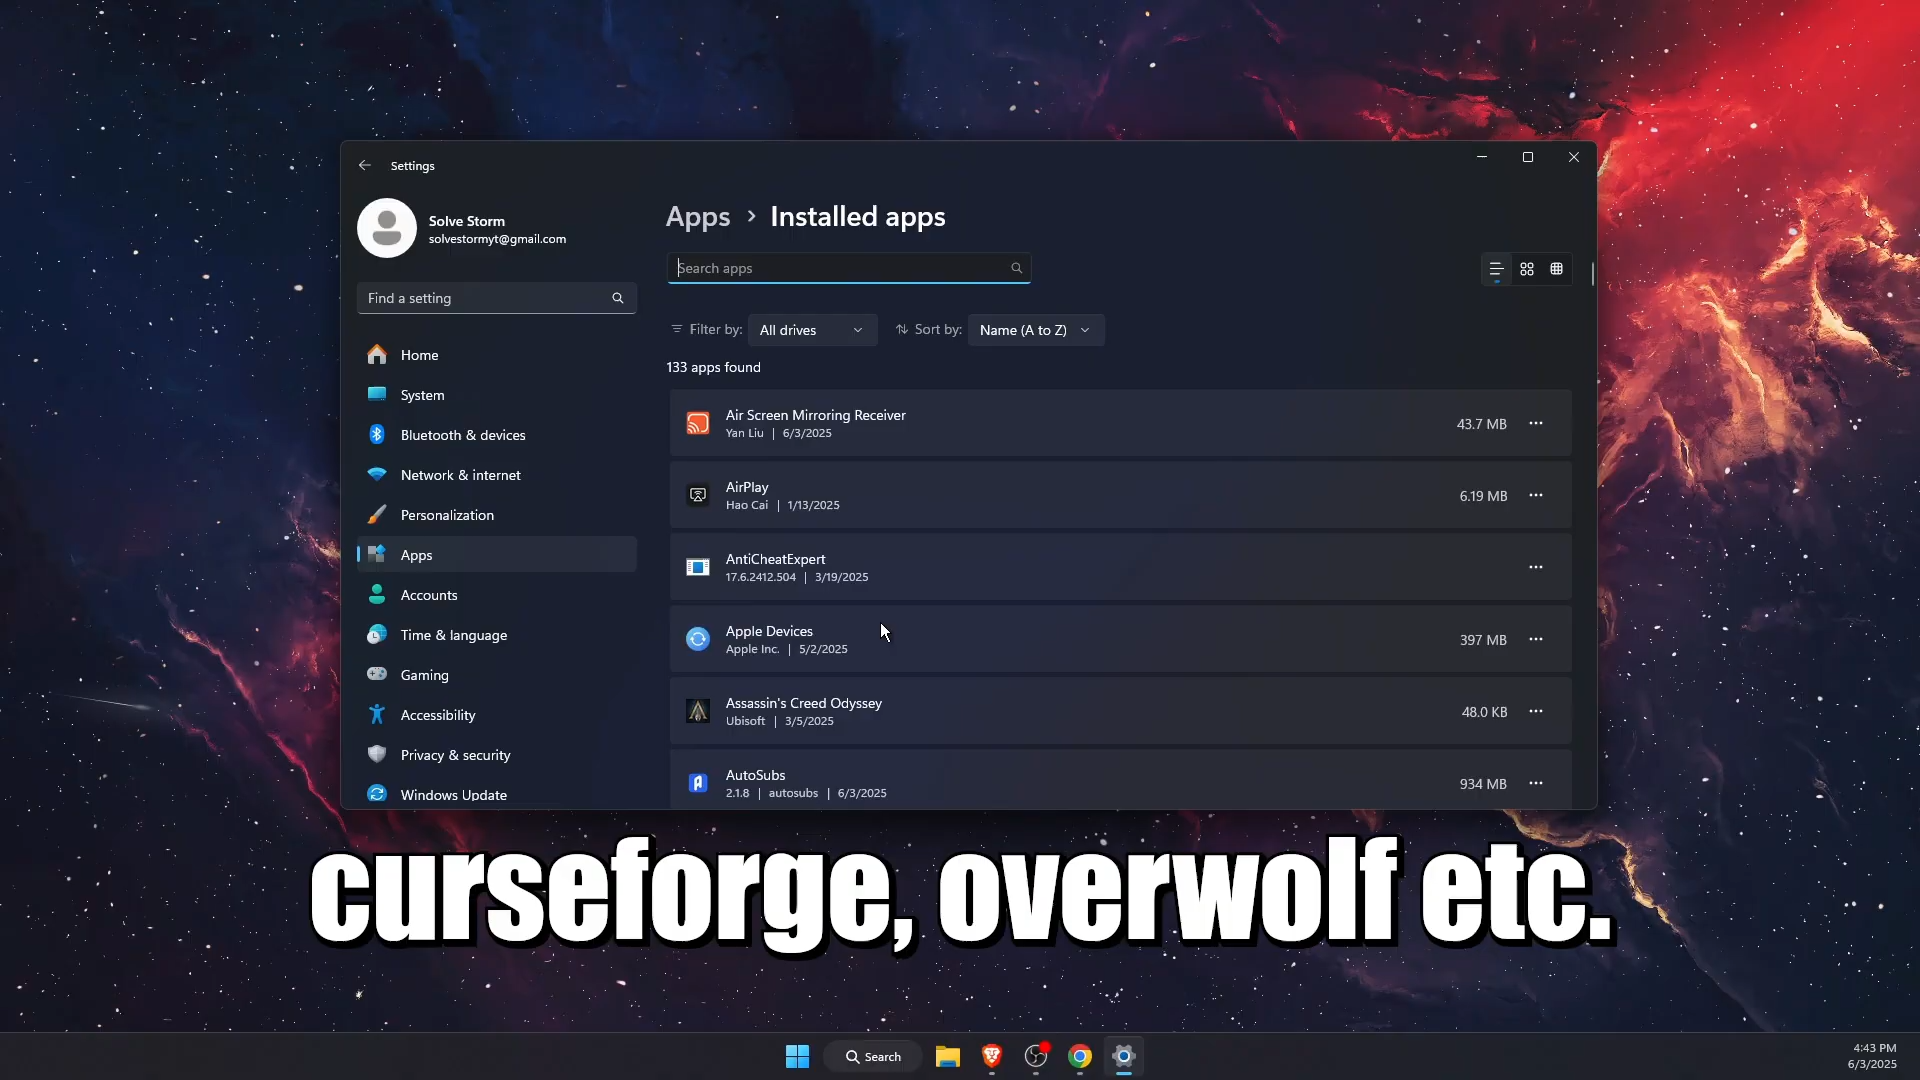 Settings
Solve Storm
solvestormyt@gmail.com
Find a setting
Home
System
Bluetooth & devices
Network & internet
Personalization
Apps
Accounts
Time & language
Gaming
Accessibility
Privacy & security
Windows Update
Apps > Installed apps
Search apps
Filter by: All drives Sort by: Name (A to Z)
133 apps found
Air Screen Mirroring Receiver
Yan Liu | 6/3/2025
43.7 MB
AirPlay
Hao Cai | 1/13/2025
6.19 MB
AntiCheatExpert
17.6.2412.504 | 3/19/2025
Apple Devices
Apple Inc. | 5/2/2025
397 MB
Assassin's Creed Odyssey
Ubisoft | 3/5/2025
48.0 KB
AutoSubs
2.1.8 | autosubs | 6/3/2025
934 MB
curseforge, overwolf etc.
Search
4:43 PM
6/3/2025